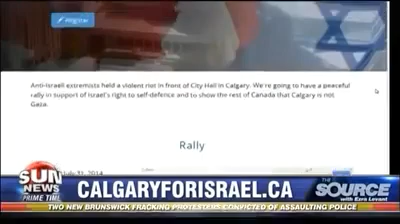 Register
Anti-Israel extremists held a violent riot in front of City Hall in Calgary. We're going to have a peaceful
rally in support of Israel's right to self-defence and to show the rest of Canada that Calgary is not
Gaza.
Rally
31, 2014
SUN NEWS PRIME TIME
CALGARYFORISRAEL.CA
THE SOURCE with Ezra Levant
TWO NEW BRUNSWICK FRACKING PROTESTERS CONVICTED OF ASSAULTING POLICE